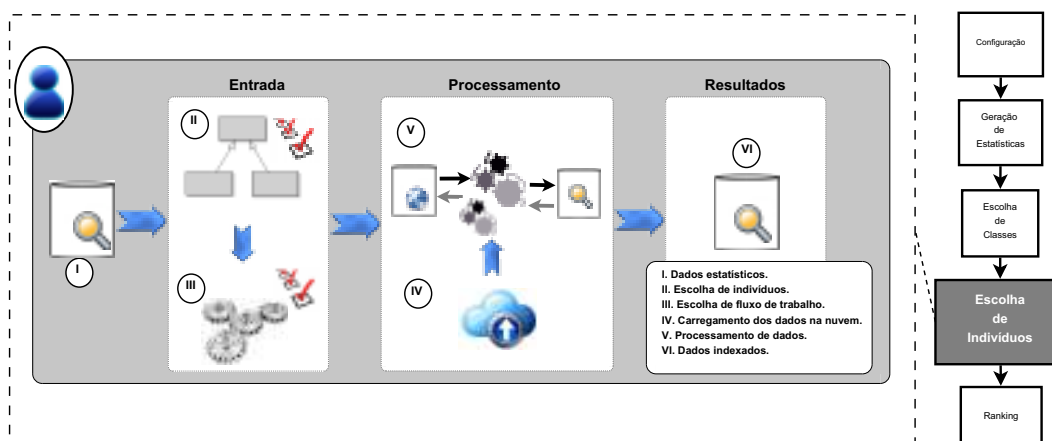 Entrada
Processamento
Resultados
II
V
VI
I
III
IV
I. Dados estatísticos.
II. Escolha de indivíduos.
III. Escolha de fluxo de trabalho.
IV. Carregamento dos dados na nuvem.
V. Processamento de dados.
VI. Dados indexados.
Configuração
Geração
de
Estatísticas
Escolha
de
Classes
Escolha
de
Indivíduos
Ranking